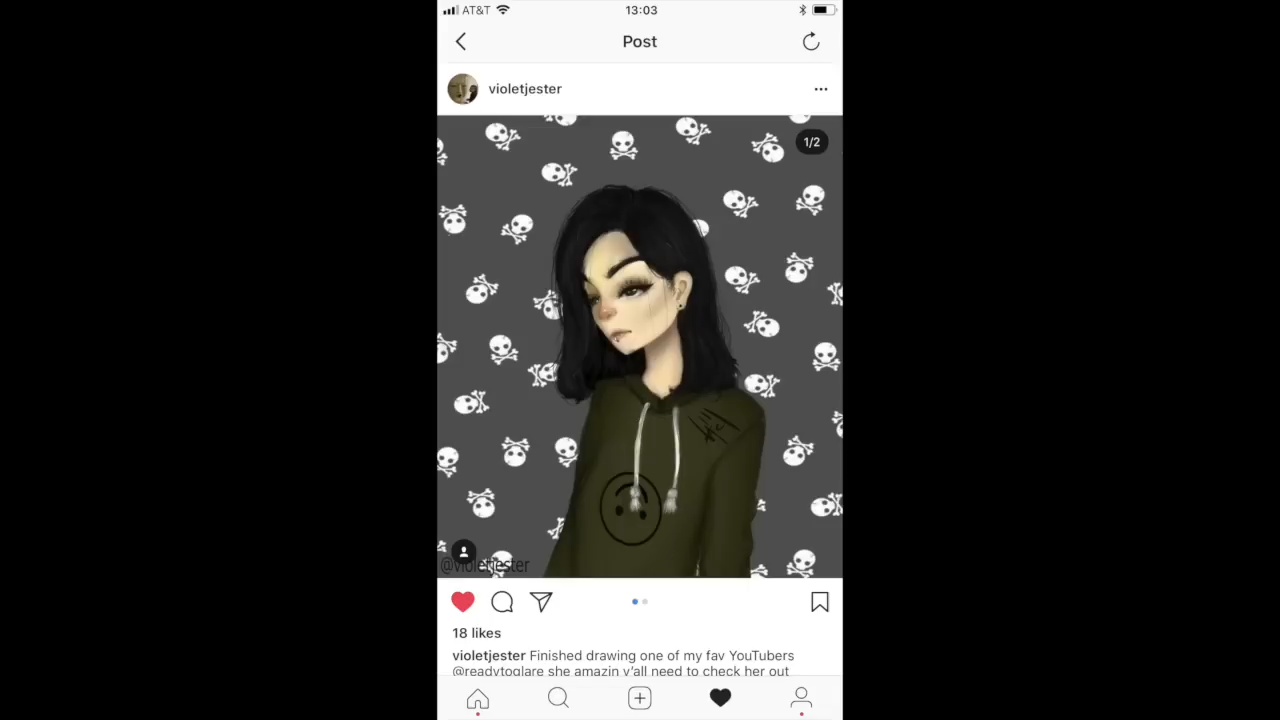 AT&T 13:03
Post
violetjester
1/2
@violetjester
18 likes
violetjester Finished drawing one of my fav YouTubers
@readytoglare she amazin y'all need to check her out